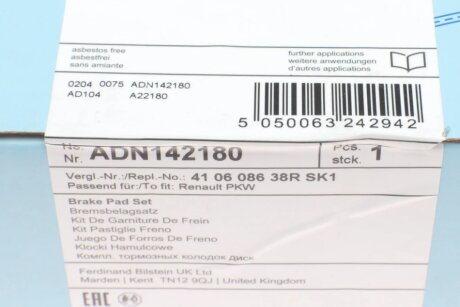 asbestos free
asbestfrei
sans amiante
further applications
weitere anwendungen
d'autres applications
0204 0075 ADN142180
AD104 A22180
5 050063 242942
No.
Nr. ADN142180
Pcs.
stck. 1
Vergl.-Nr.:/Repl.-No.: 41 06 086 38R SK1
Passend für:/To fit: Renault PKW
Brake Pad Set
Bremsbelagsatz
Kit De Garniture De Frein
Kit Pastiglie Freno
Juego De Forros De Freno
Klocki Hamulcowe
Компл. тормозных колодок диск
Ferdinand Bilstein UK Ltd
Marden | Kent. TN12 9QJ | United Kingdom
EAC